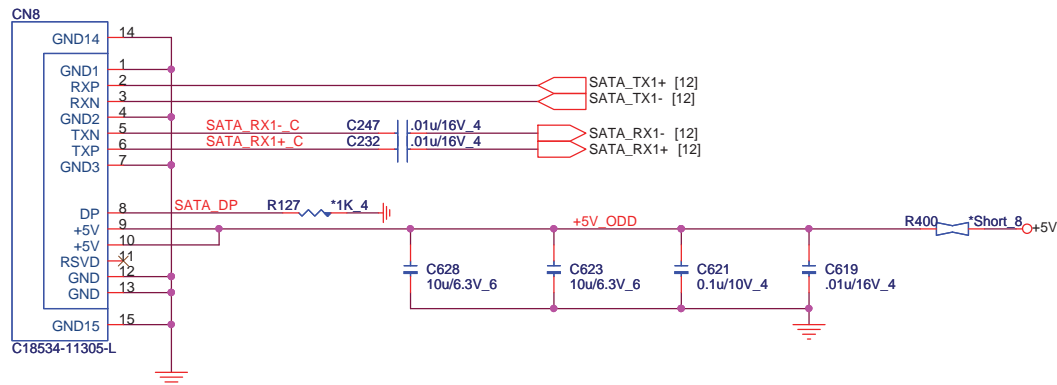 CN8
GND14 14
GND1 1
RXP 2 SATA_TX1+ [12]
RXN 3 SATA_TX1- [12]
GND2 4
TXN 5 SATA_RX1-_C C247 .01u/16V_4 SATA_RX1- [12]
TXP 6 SATA_RX1+_C C232 .01u/16V_4 SATA_RX1+ [12]
GND3 7
DP 8 SATA_DP R127 *1K_4
+5V 9 +5V_ODD R400 *Short_8 +5V
+5V 10
RSVD 11
GND 12
GND 13
C628 C623 C621 C619
10u/6.3V_6 10u/6.3V_6 0.1u/10V_4 .01u/16V_4
GND15 15
C18534-11305-L